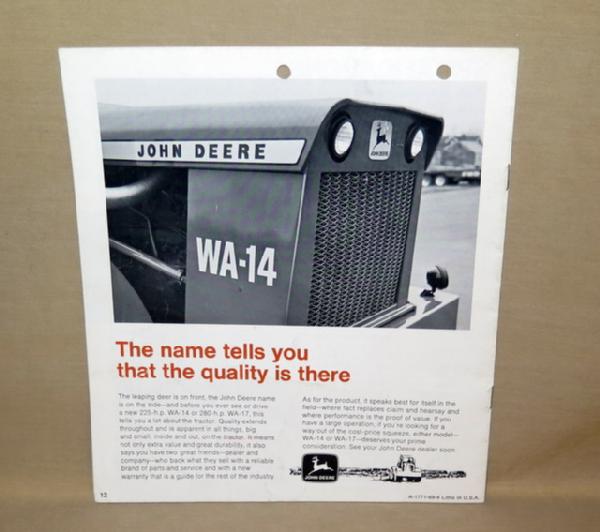 JOHN DEERE
JOHN DEERE
WA-14
The name tells you
that the quality is there
The leaping deer is on front, the John Deere name
is on the side—and before you ever see or drive
a new 225-h.p. WA-14 or 280-h.p. WA-17, this
tells you a lot about the tractor. Quality extends
throughout and is apparent in all things, big
and small, inside and out, on the tractor. It means
not only extra value and great durability, it also
says you have two great friends—dealer and
company—who back what they sell with a reliable
brand of parts and service and with a new
warranty that is a guide for the rest of the industry
As for the product, it speaks best for itself in the
field—where fact replaces claim and hearsay and
where performance is the proof of value. If you
have a large operation, if you're looking for a
way out of the cost-price squeeze, either model—
WA-14 or WA-17—deserves your prime
consideration. See your John Deere dealer soon.
JOHN DEERE
12
LITHO IN U.S.A.